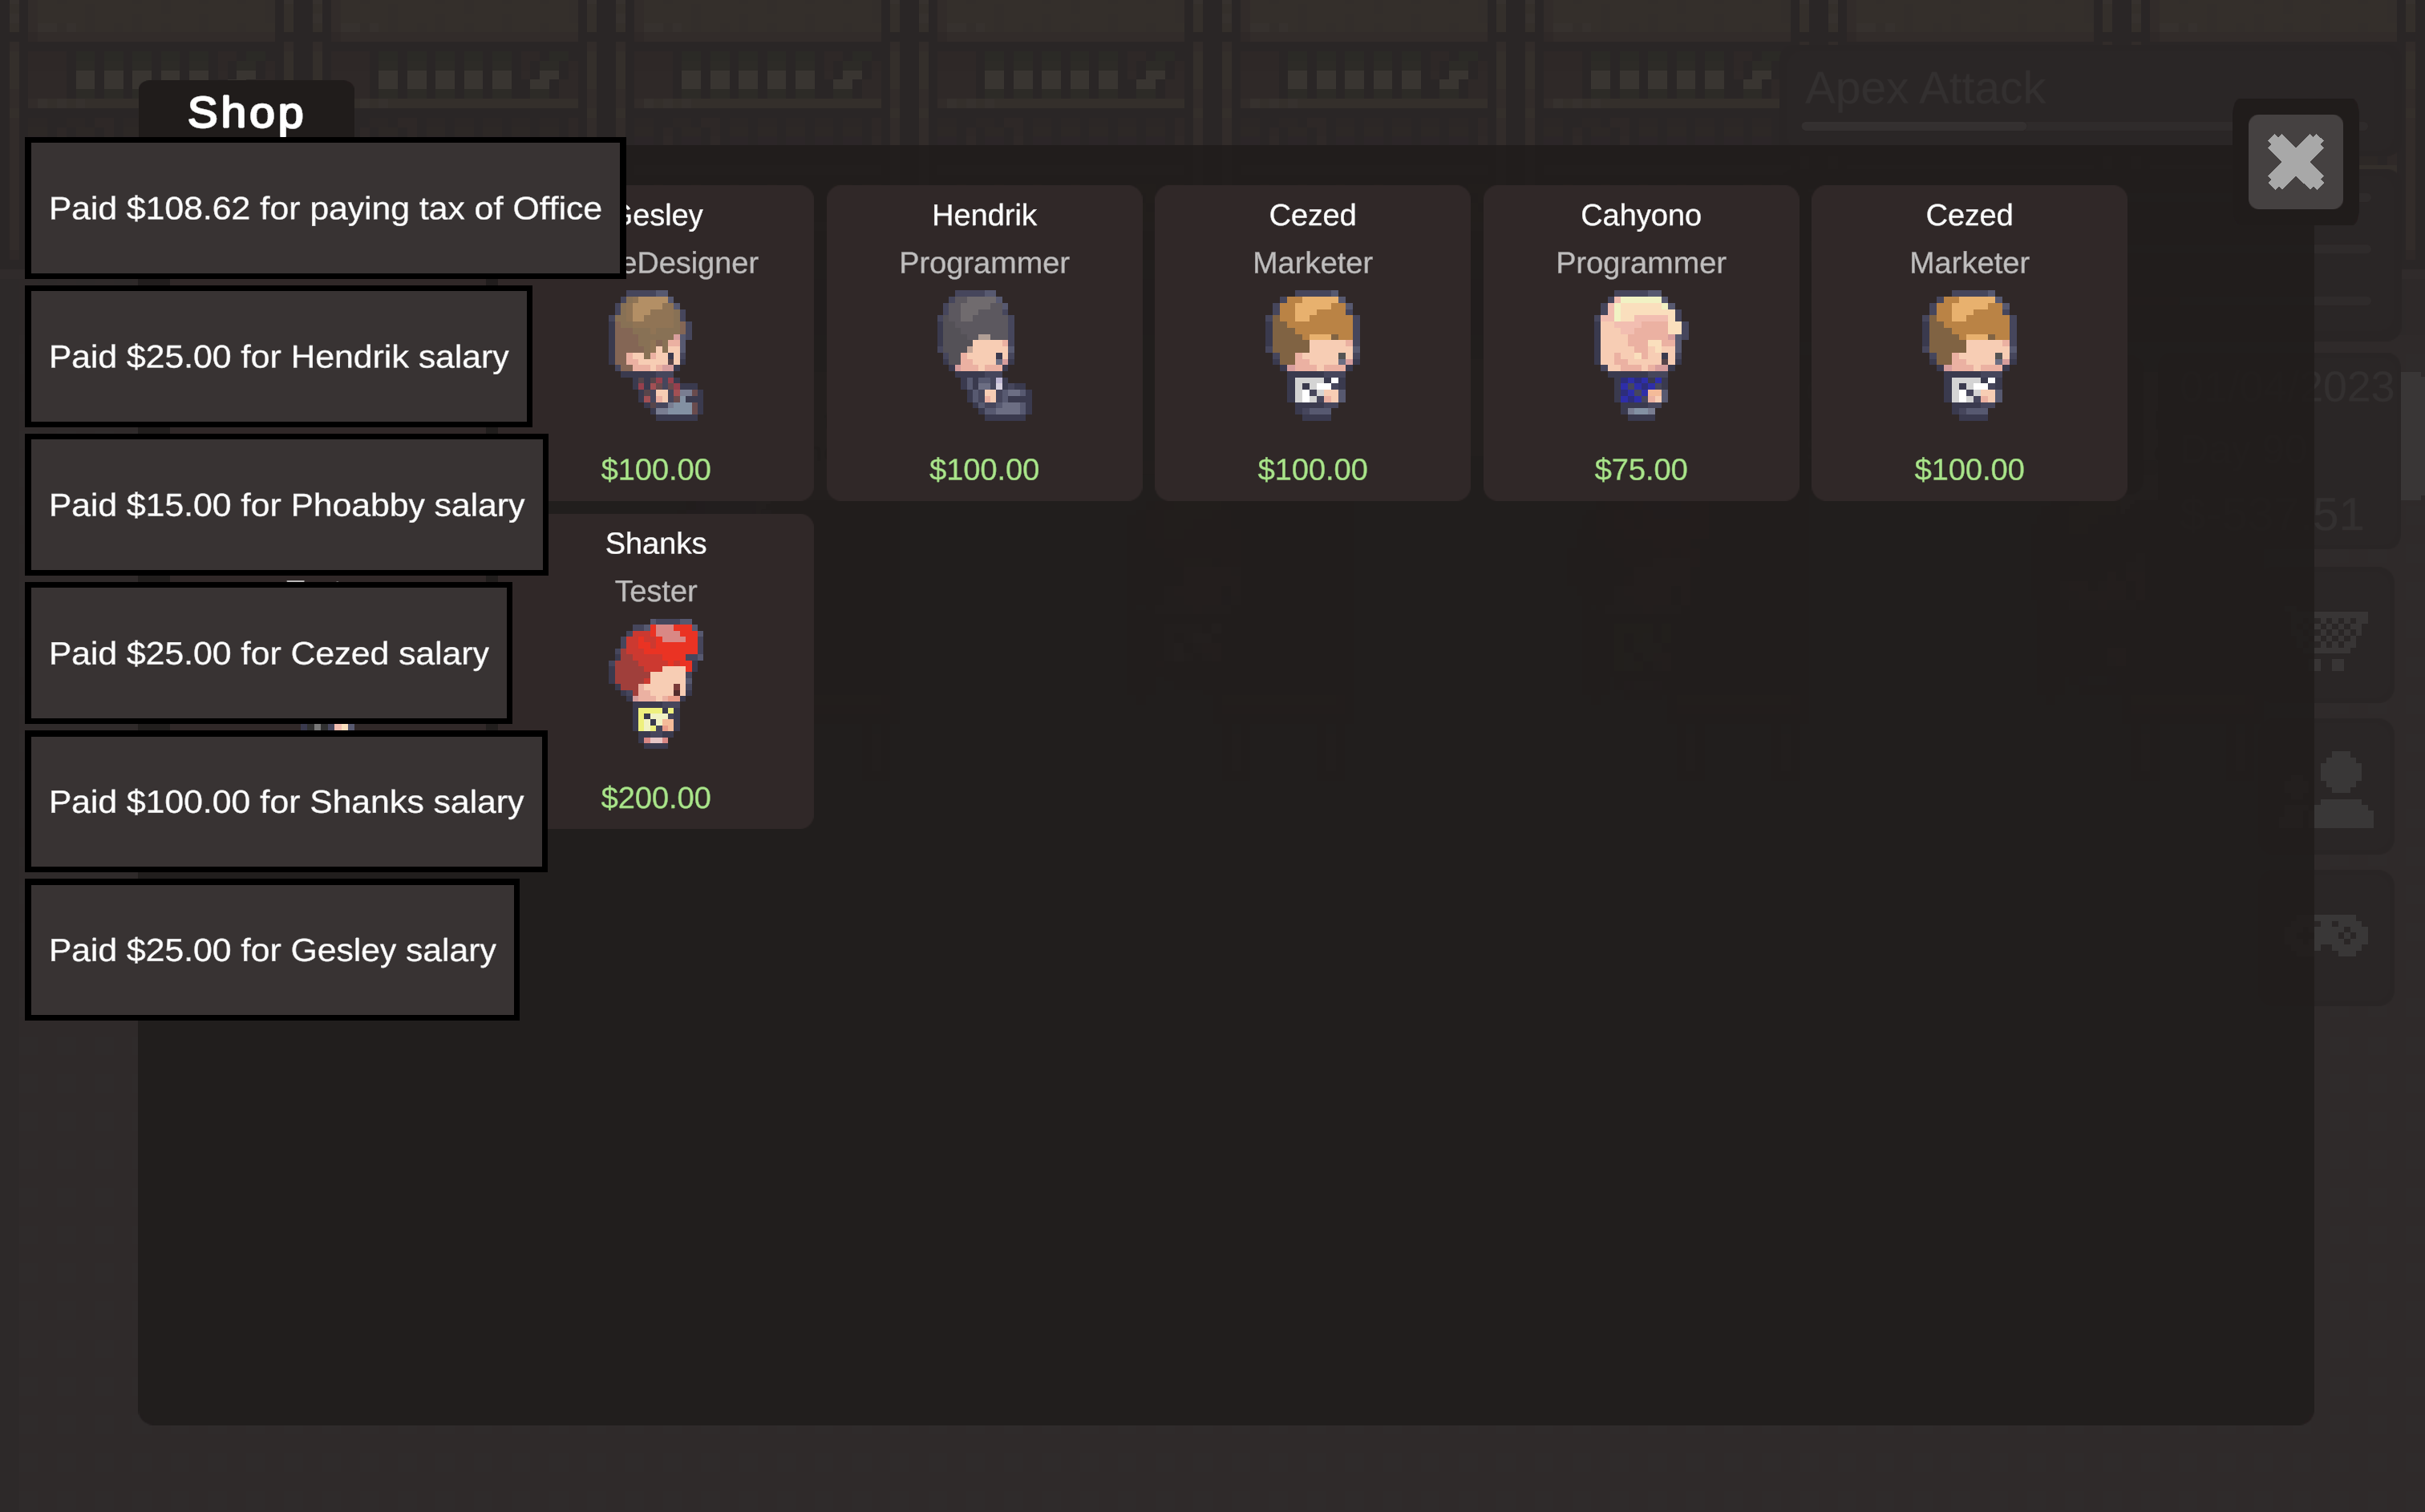 Apex Attack
Shop
Paid $108.62 for paying tax of Office
Gesley
Hendrik
Cezed
Cahyono
Cezed
eDesigner
Programmer
Marketer
Programmer
Marketer
Paid $25.00 for Hendrik salary
2023
$100.00
$100.00
$100.00
$75.00
$100.00
Paid $15.00 for Phoabby salary
51
Shanks
Tester
Paid $25.00 for Cezed salary
Paid $100.00 for Shanks salary
$200.00
Paid $25.00 for Gesley salary